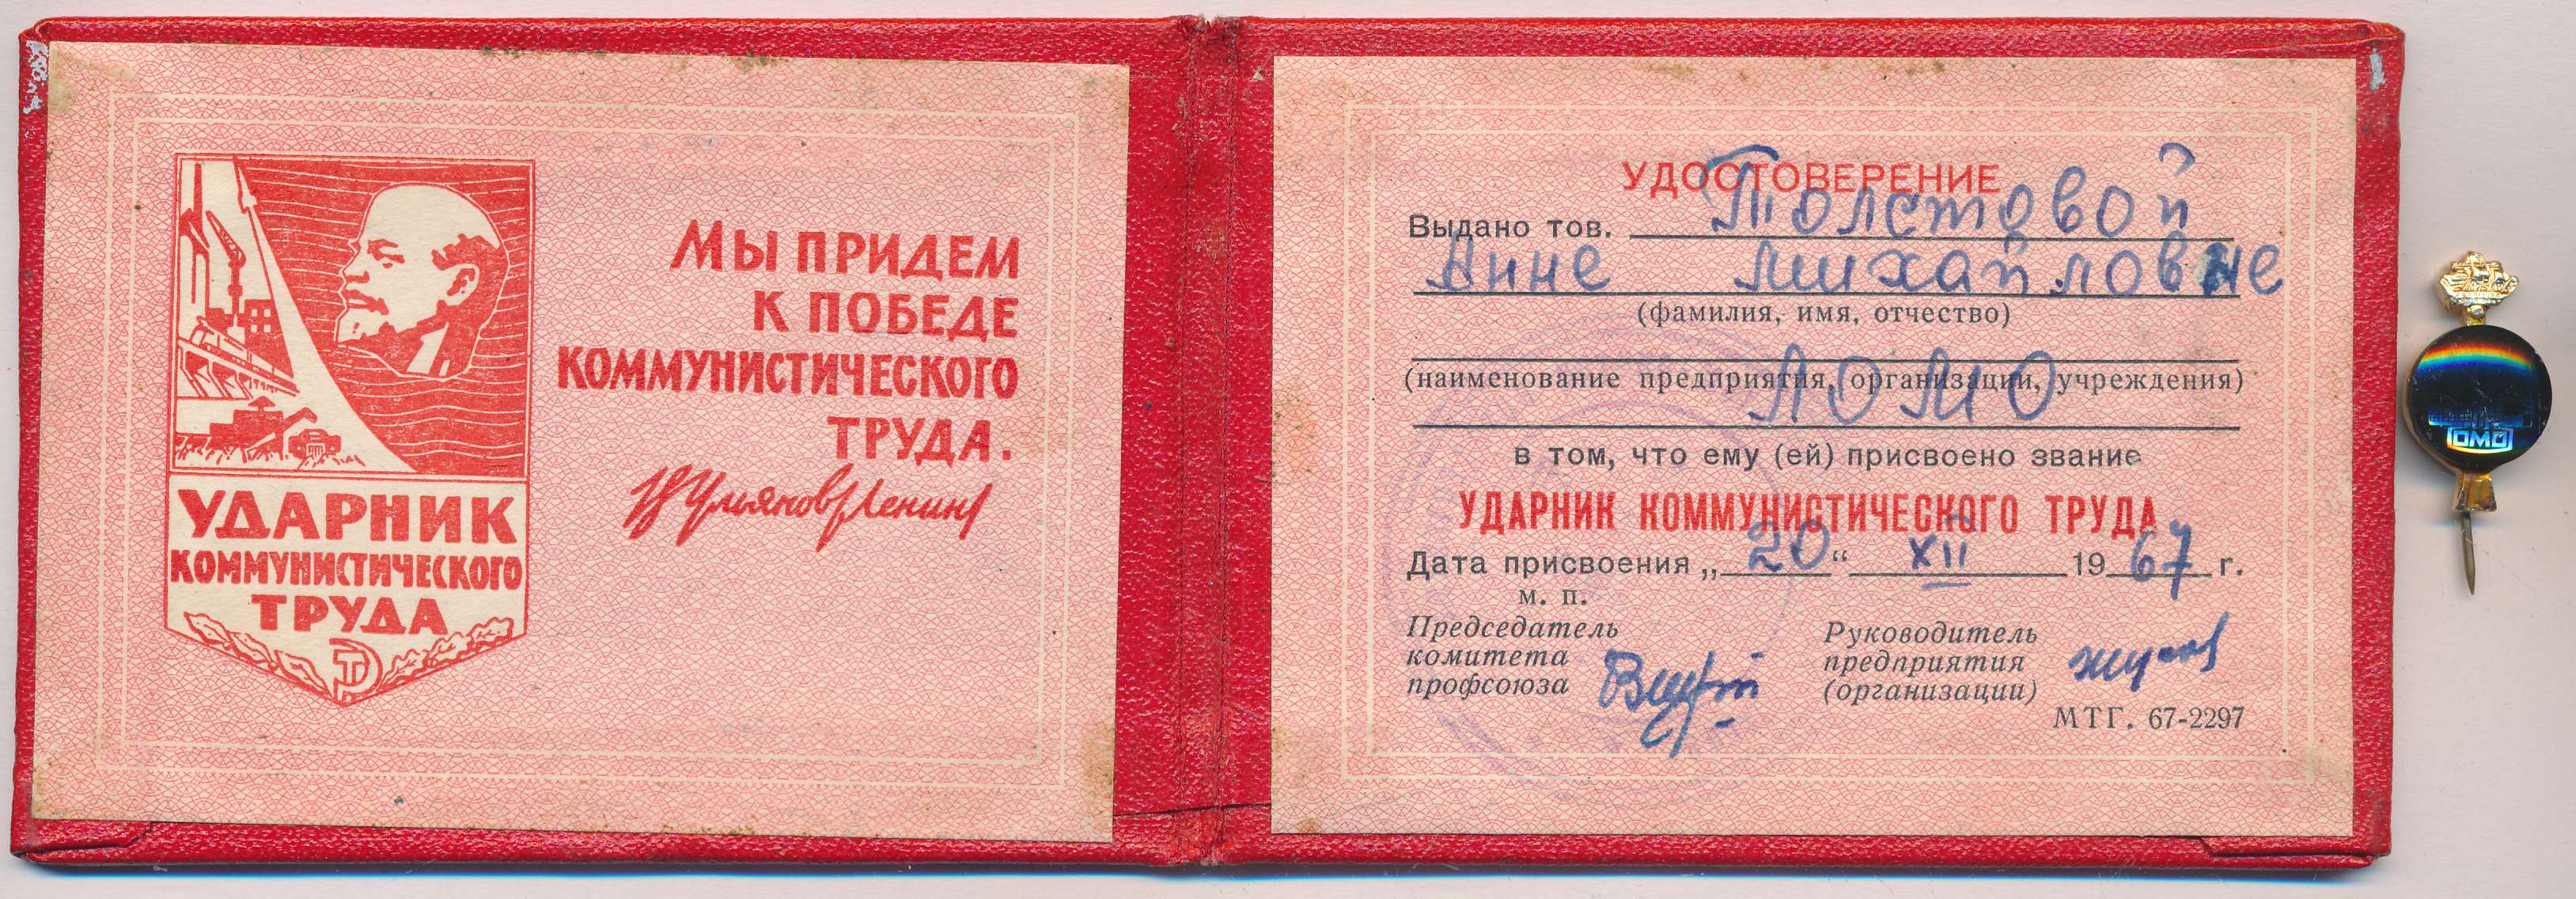 УДАРНИК
КОММУНИСТИЧЕСКОГО
ТРУДА
Мы придем
к победе
коммунистического
труда.
В Ульянов (Ленин)
УДОСТОВЕРЕНИЕ
Выдано тов. Толстовой
Анне Михайловне
(фамилия, имя, отчество)
(наименование предприятия, организации, учреждения)
ЛОМО
в том, что ему (ей) присвоено звание
УДАРНИК КОММУНИСТИЧЕСКОГО ТРУДА
Дата присвоения „20“ XII 1967 г.
м. п.
Председатель
комитета
профсоюза
Руководитель
предприятия
(организации)
МТГ. 67-2297
ЛОМО